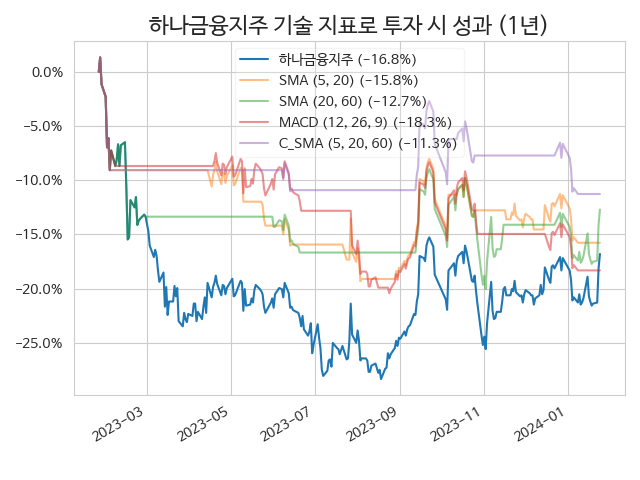 하나금융지주 기술 지표로 투자 시 성과 (1년)
하나금융지주 (−16.8%)
SMA (5, 20) (−15.8%)
SMA (20, 60) (−12.7%)
MACD (12, 26, 9) (−18.3%)
C_SMA (5, 20, 60) (−11.3%)
0.0%
−5.0%
−10.0%
−15.0%
−20.0%
−25.0%
2023-03
2023-05
2023-07
2023-09
2023-11
2024-01